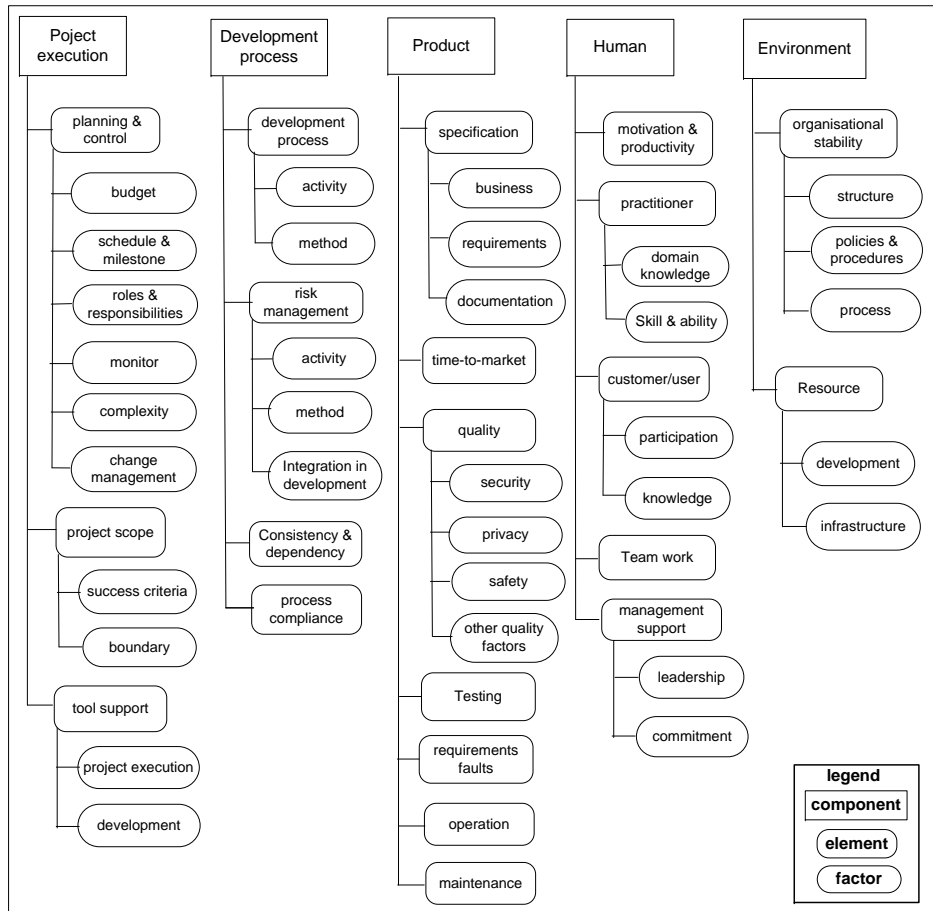 Poject
execution
planning &
control
budget
schedule &
milestone
roles &
responsibilities
monitor
complexity
change
management
project scope
success criteria
boundary
tool support
project execution
development
Development
process
development
process
activity
method
risk
management
activity
method
Integration in
development
Consistency &
dependency
process
compliance
Product
specification
business
requirements
documentation
time-to-market
quality
security
privacy
safety
other quality
factors
Testing
requirements
faults
operation
maintenance
Human
motivation &
productivity
practitioner
domain
knowledge
Skill & ability
customer/user
participation
knowledge
Team work
management
support
leadership
commitment
Environment
organisational
stability
structure
policies &
procedures
process
Resource
development
infrastructure
legend
component
element
factor